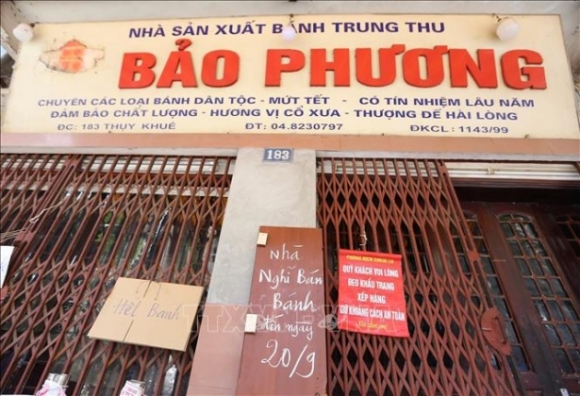 NHÀ SẢN XUẤT BÁNH TRUNG THU
BẢO PHƯƠNG
CHUYÊN CÁC LOẠI BÁNH DÂN TỘC - MỨT TẾT - CÓ TÍN NHIỆM LÂU NĂM
ĐẢM BẢO CHẤT LƯỢNG - HƯƠNG VỊ CỔ XƯA - THƯỢNG ĐẾ HÀI LÒNG
ĐC: 183 THỤY KHUÊ ĐT: 04.8230797 ĐKCL: 1143/99
183
Hết Bánh
Nhà
Nghỉ Bán
Bánh
đến ngày
20/9
QUÝ KHÁCH VUI LÒNG
ĐEO KHẨU TRANG
XẾP HÀNG
GIỮ KHOẢNG CÁCH AN TOÀN